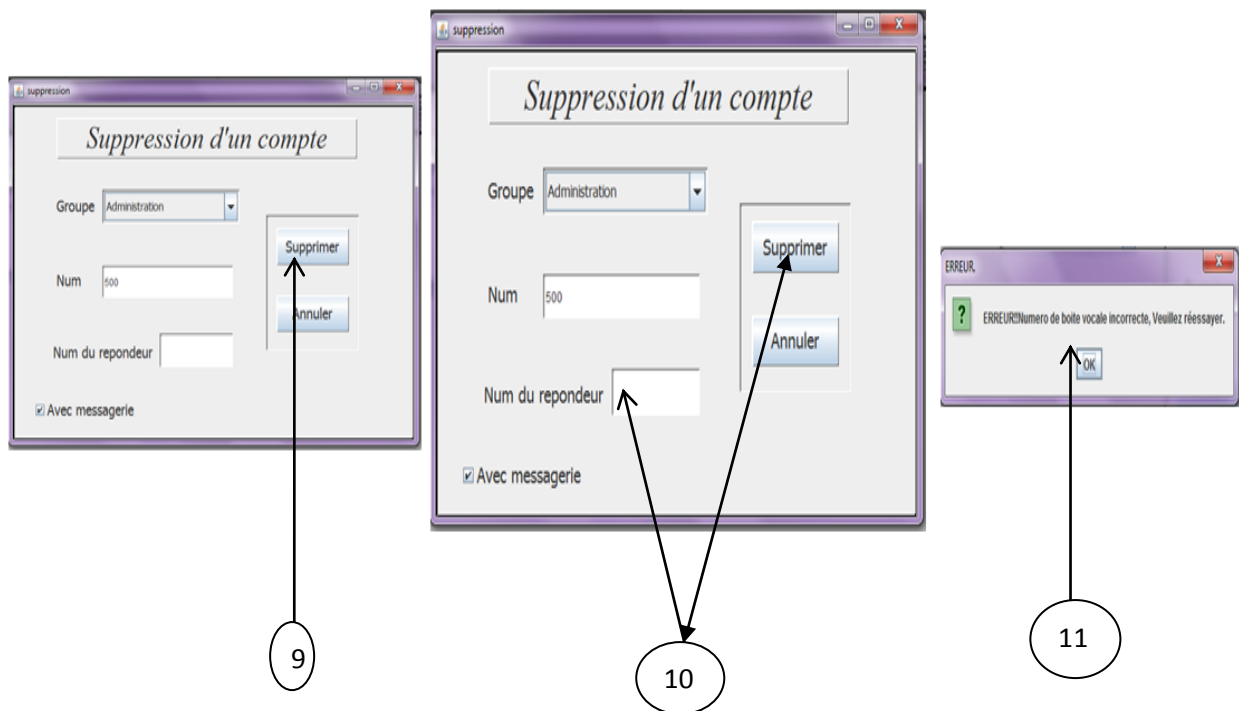 suppression
Suppression d'un compte
Groupe Administration
Supprimer
Num 500
Annuler
Num du repondeur
Avec messagerie
suppression
Suppression d'un compte
Groupe Administration
Supprimer
Num 500
Annuler
Num du repondeur
Avec messagerie
ERREUR.
? ERREUR!!Numero de boite vocale incorrecte, Veuillez réessayer.
OK
9
10
11